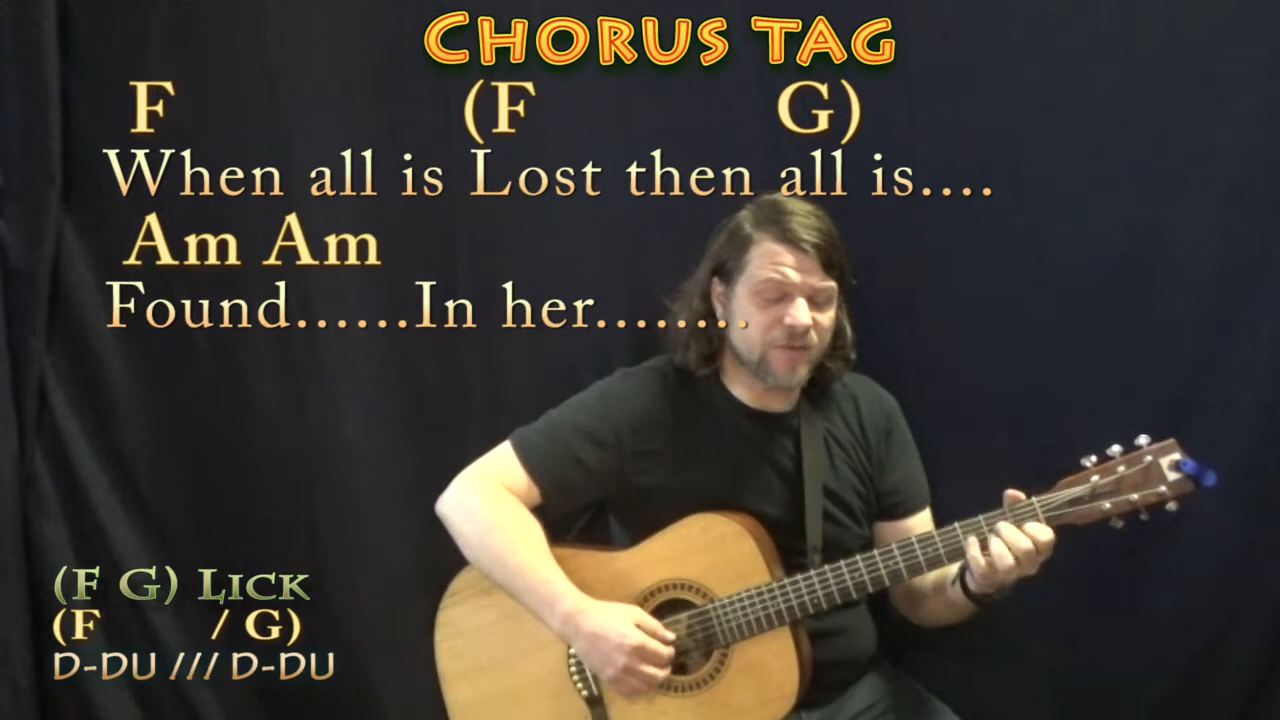 CHORUS TAG
F (F G)
When all is Lost then all is....
Am Am
Found......In her........
(F G) LICK
(F / G)
D-DU /// D-DU